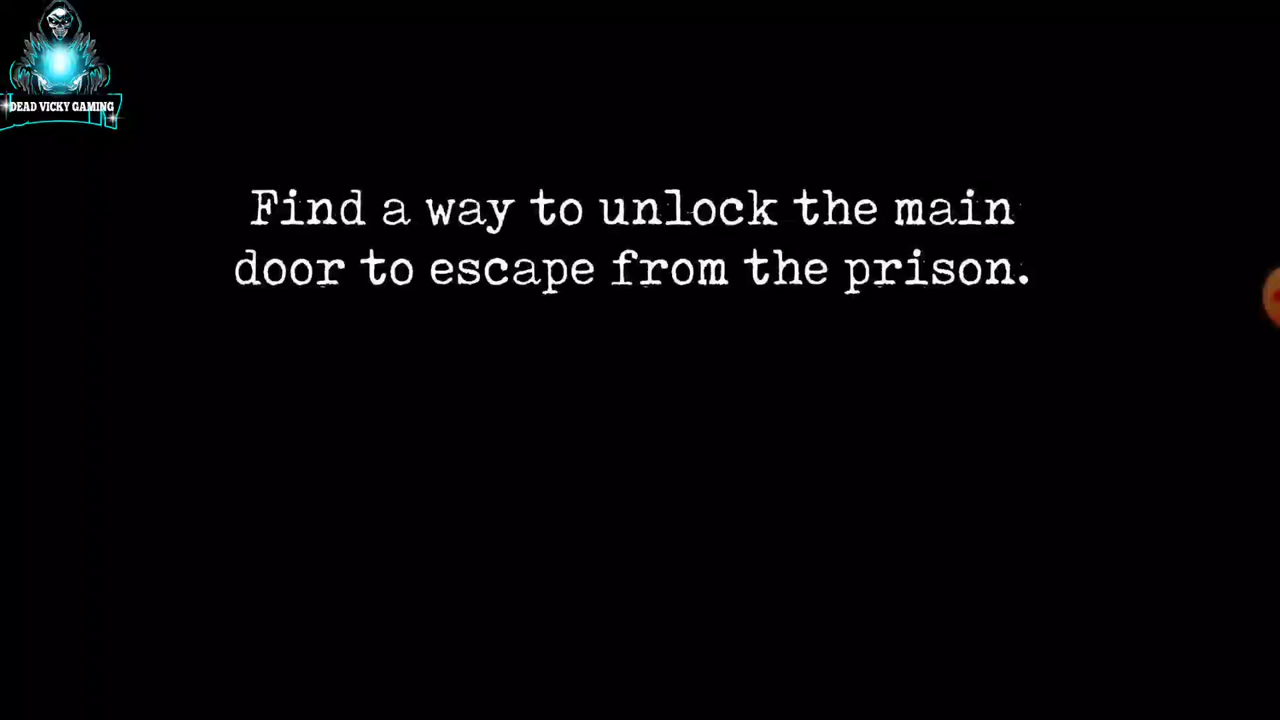 DEAD VICKY GAMING
Find a way to unlock the main
door to escape from the prison.